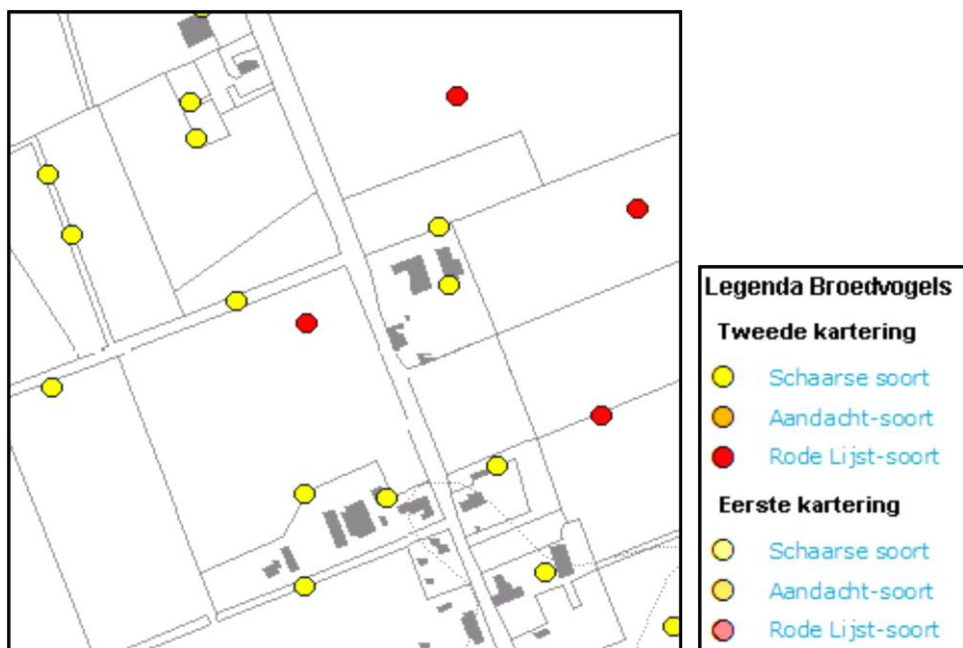 Legenda Broedvogels
Tweede kartering
Schaarse soort
Aandacht-soort
Rode Lijst-soort
Eerste kartering
Schaarse soort
Aandacht-soort
Rode Lijst-soort